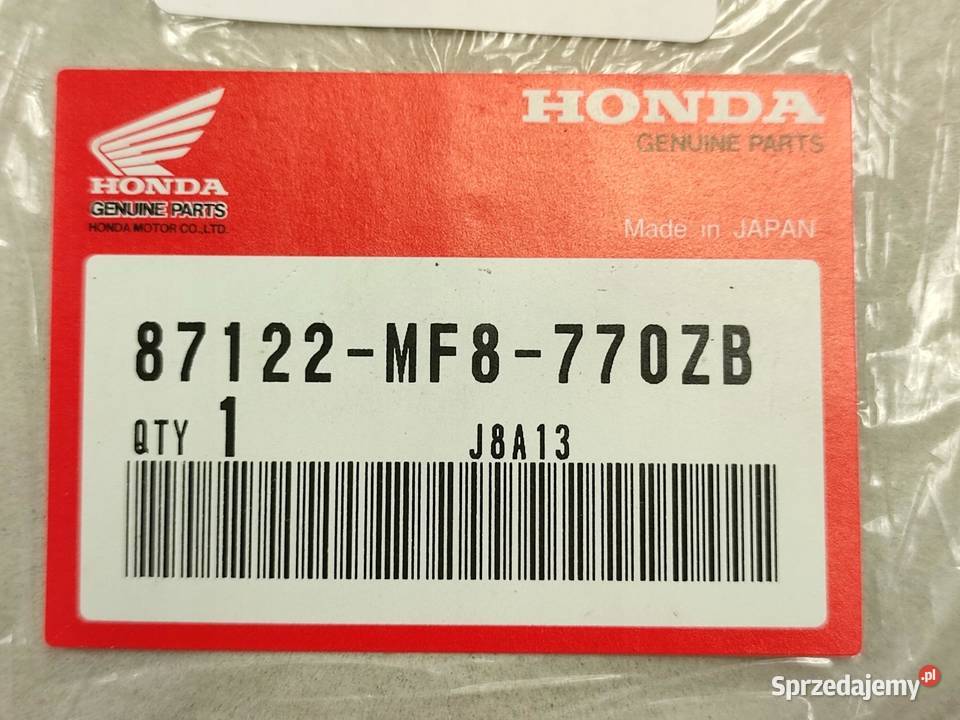 HONDA
GENUINE PARTS
HONDA MOTOR CO.,LTD.
HONDA
GENUINE PARTS
Made in JAPAN
87122-MF8-770ZB
QTY 1 J8A13
Sprzedajemy.pl